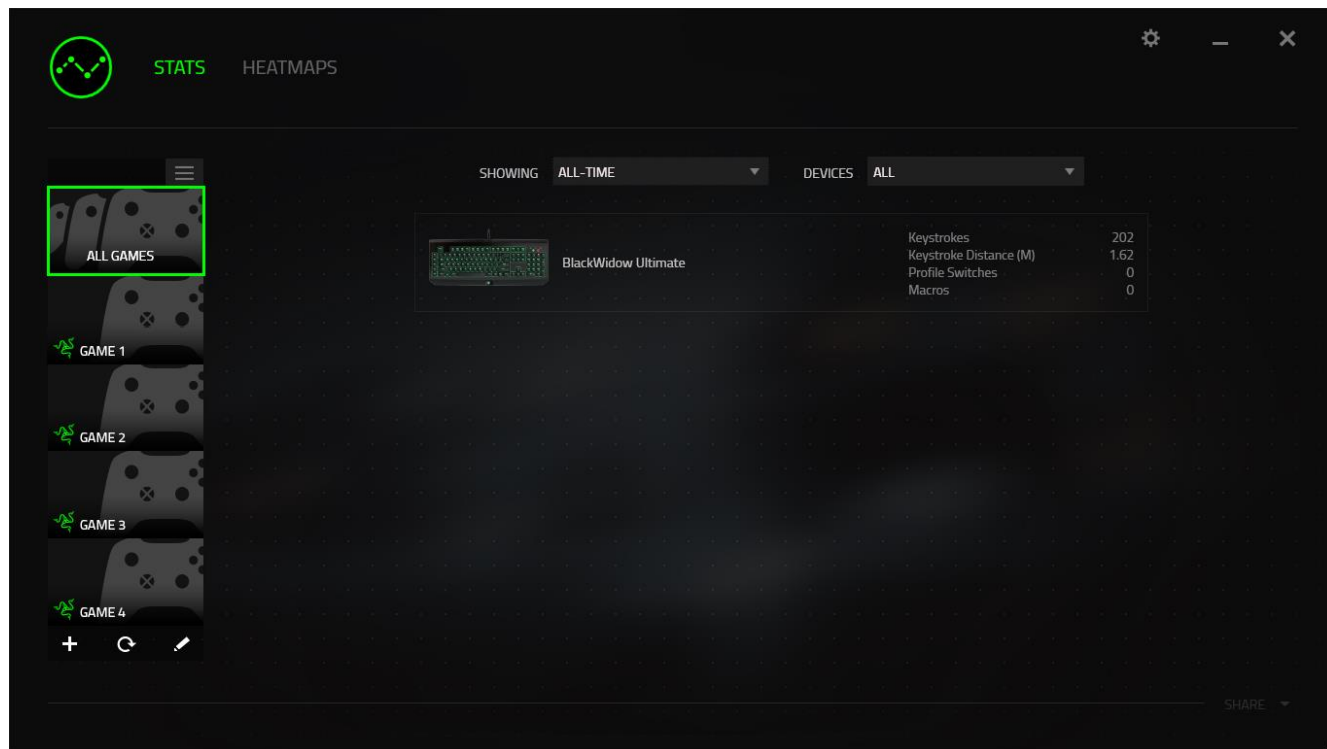 STATS HEATMAPS
SHOWING ALL-TIME DEVICES ALL
ALL GAMES
GAME 1
GAME 2
GAME 3
GAME 4
BlackWidow Ultimate
Keystrokes 202
Keystroke Distance (M) 1.62
Profile Switches 0
Macros 0
SHARE